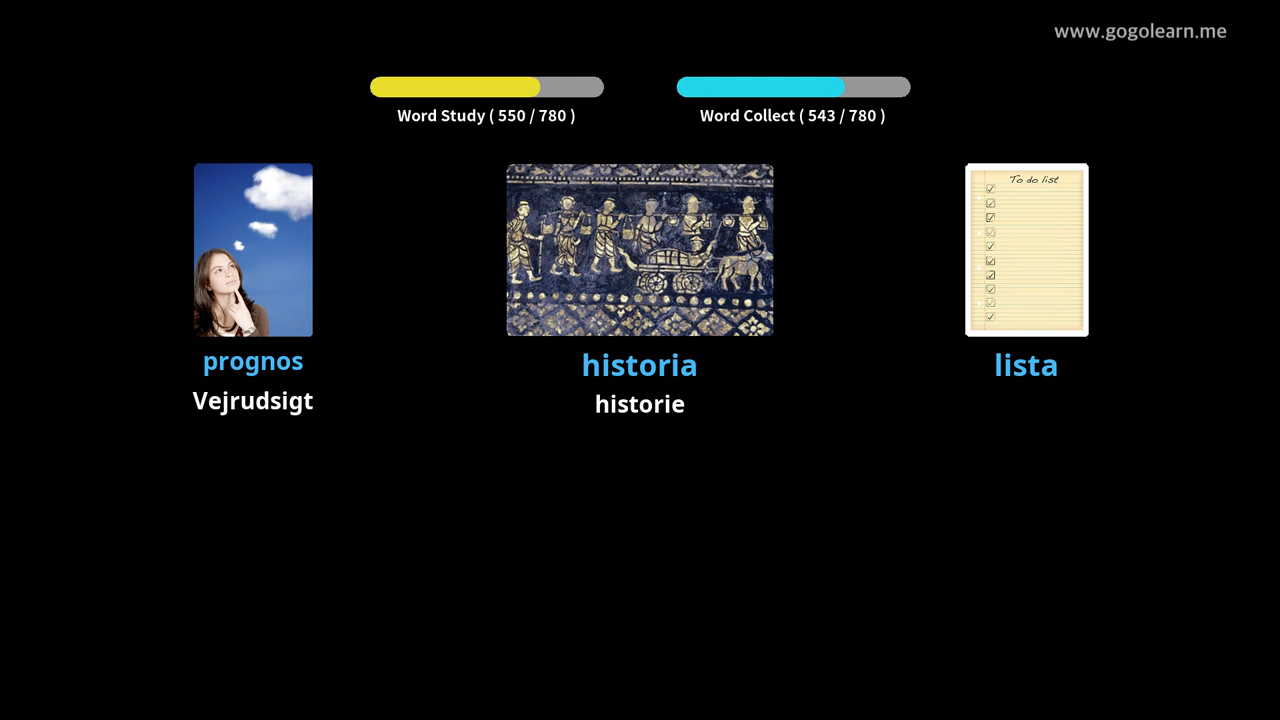 www.gogolearn.me
Word Study ( 550 / 780 )
Word Collect ( 543 / 780 )
To do list
prognos
historia
lista
Vejrudsigt
historie